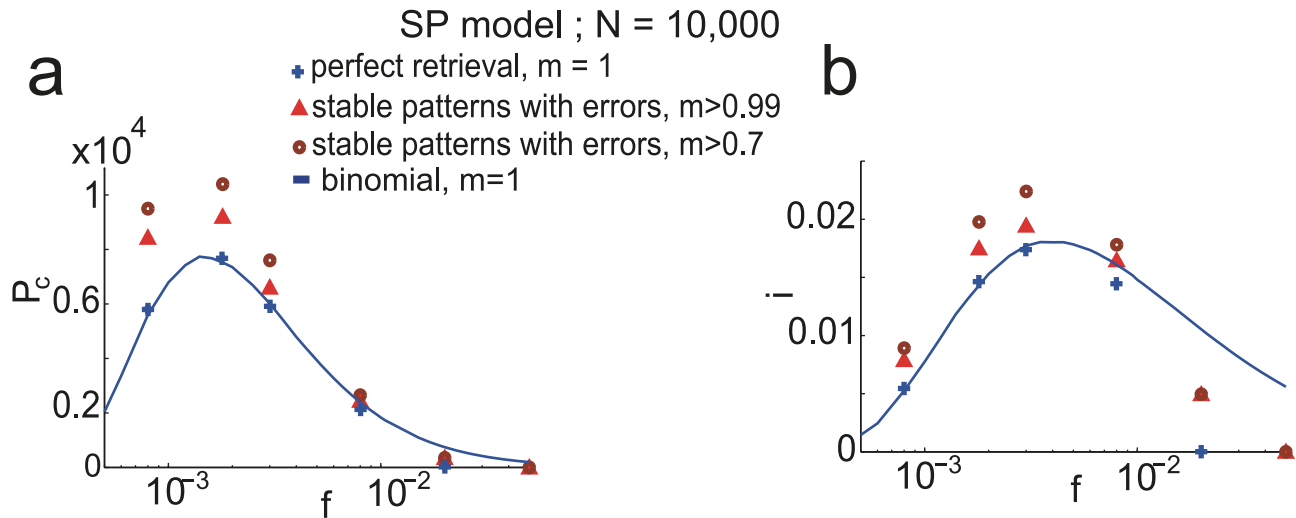 SP model ; N = 10,000
a
perfect retrieval, m = 1
stable patterns with errors, m>0.99
stable patterns with errors, m>0.7
binomial, m=1
x10⁴
1
0.6
0.2
0
P_c
10⁻³
f
10⁻²
b
0.02
0.01
0
i
10⁻³
f
10⁻²